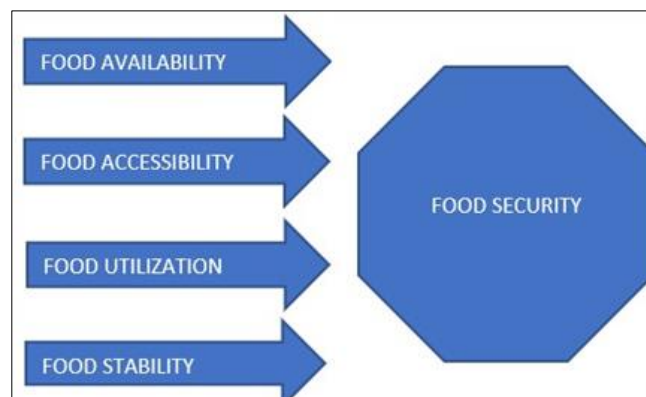 FOOD AVAILABILITY
FOOD ACCESSIBILITY
FOOD SECURITY
FOOD UTILIZATION
FOOD STABILITY